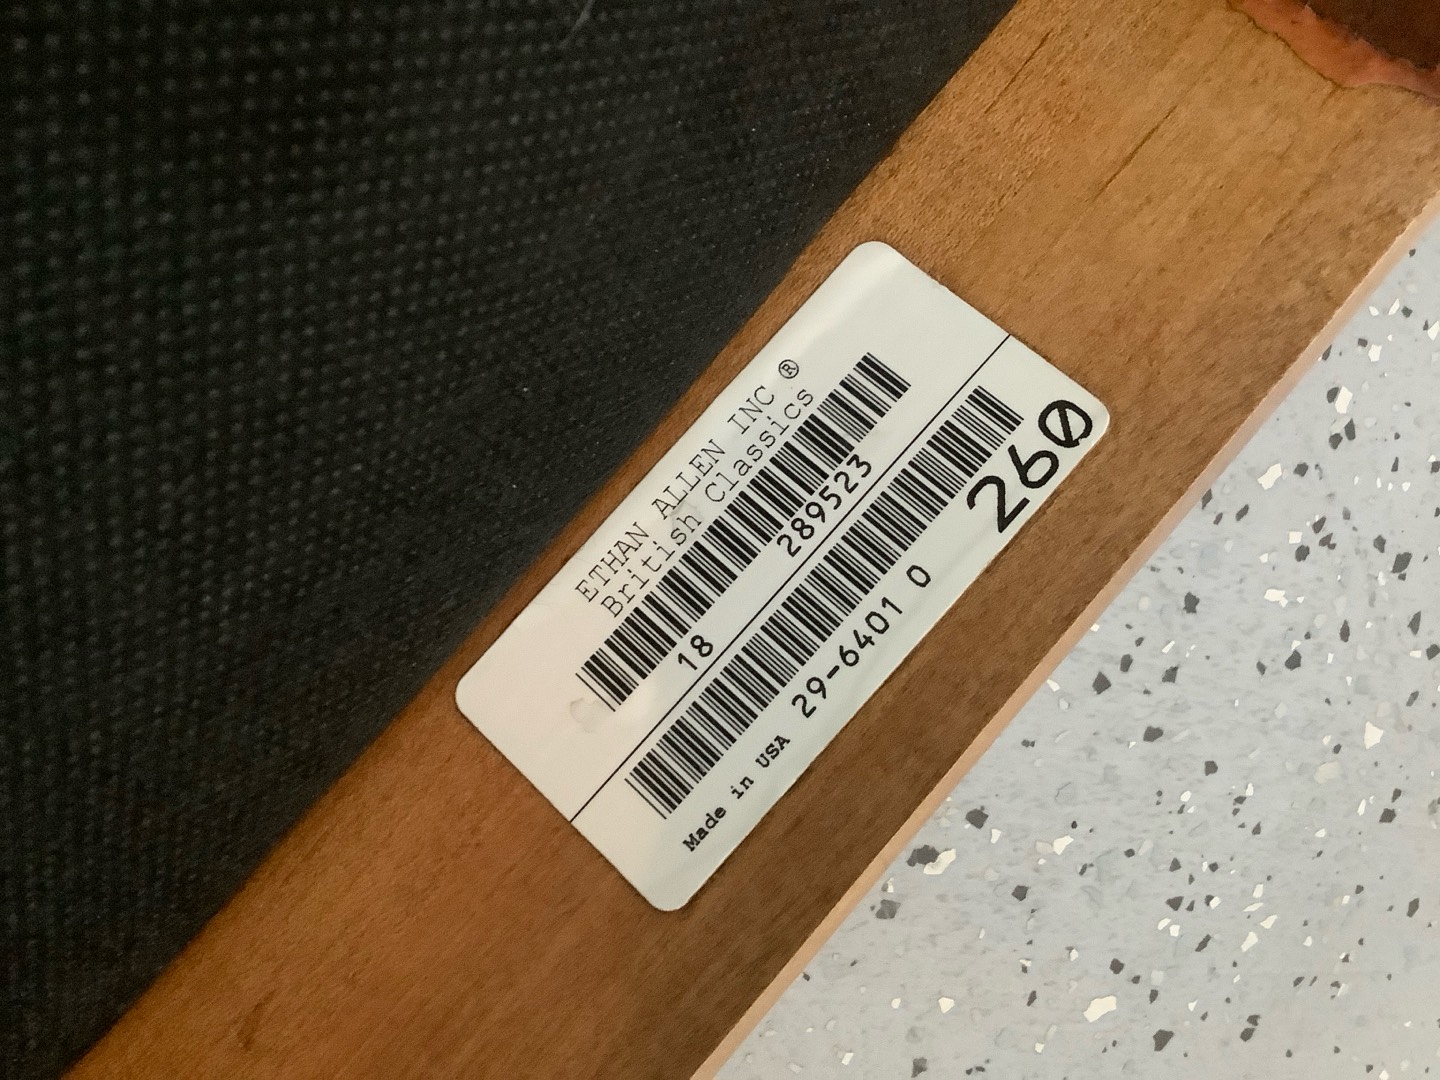 ETHAN ALLEN INC ®
British Classics
18 289523
29-6401 0
260
Made in USA